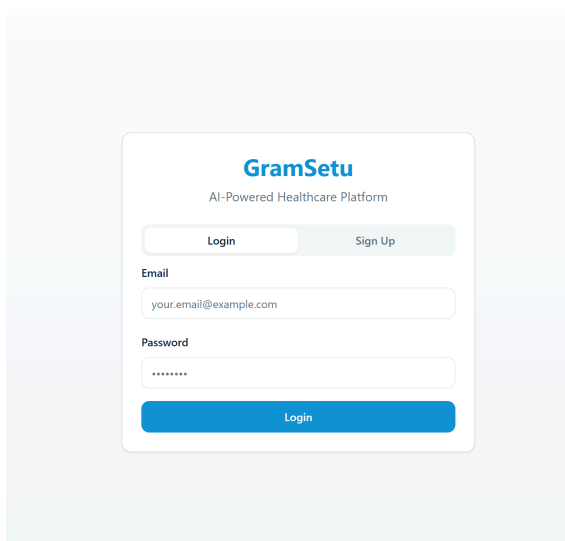 GramSetu
AI-Powered Healthcare Platform
Login Sign Up
Email
your.email@example.com
Password
••••••••
Login